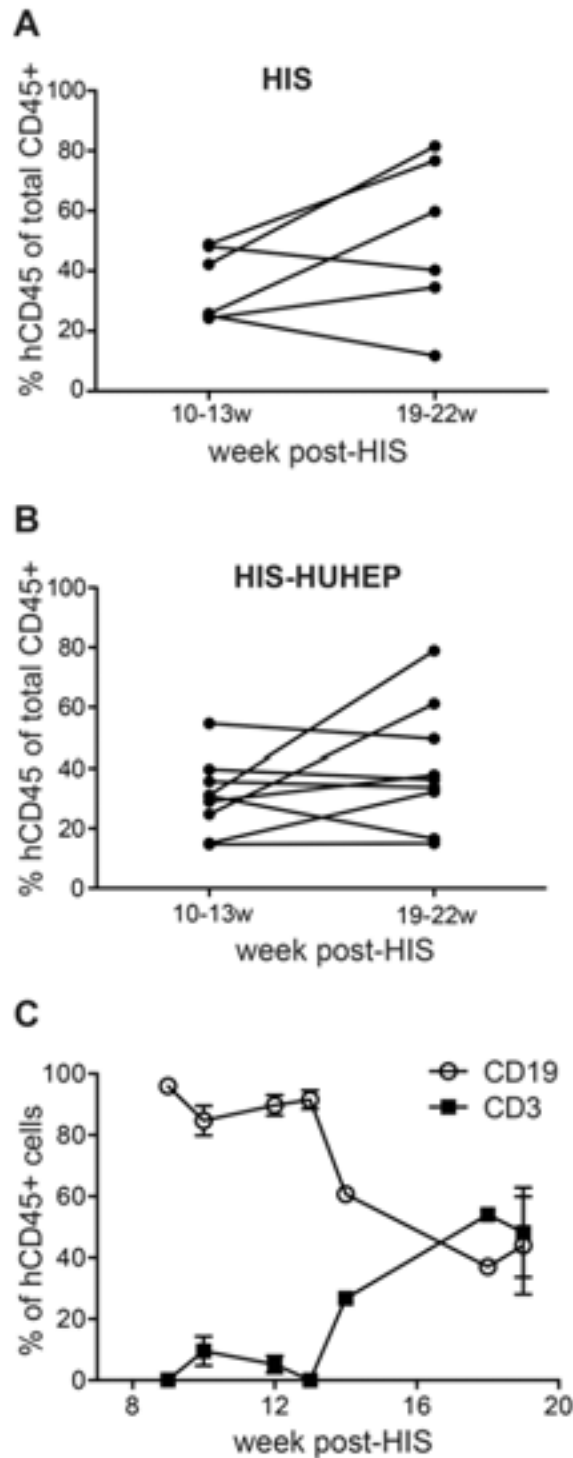 A
HIS
% hCD45 of total CD45+
100
80
60
40
20
0
10-13w 19-22w
week post-HIS
B
HIS-HUHEP
% hCD45 of total CD45+
100
80
60
40
20
0
10-13w 19-22w
week post-HIS
C
CD19
CD3
% of hCD45+ cells
100
80
60
40
20
0
8 12 16 20
week post-HIS